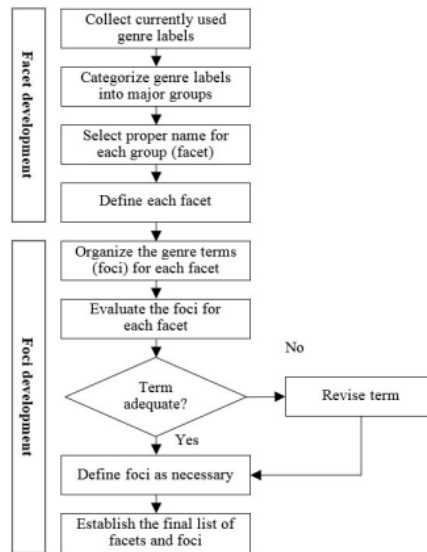 Facet development
Collect currently used
genre labels
Categorize genre labels
into major groups
Select proper name for
each group (facet)
Define each facet
Foci development
Organize the genre terms
(foci) for each facet
Evaluate the foci for
each facet
Term
adequate?
No
Revise term
Yes
Define foci as necessary
Establish the final list of
facets and foci